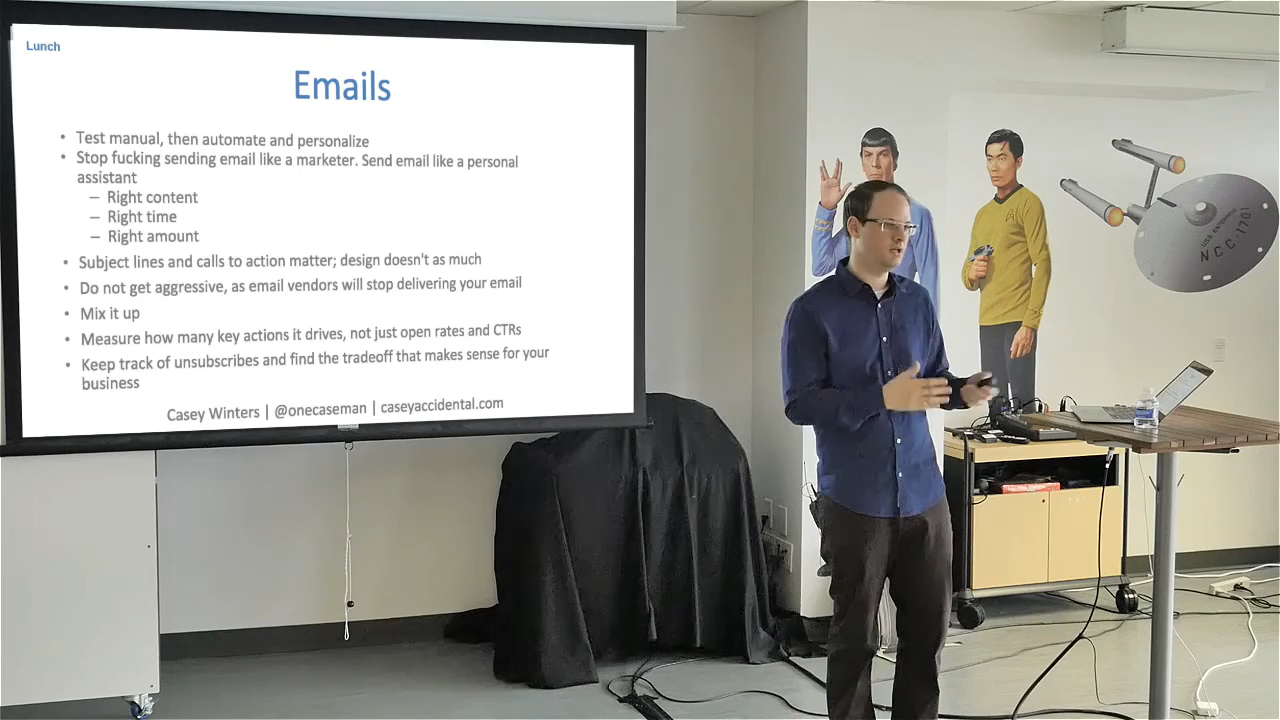 Lunch
Emails
• Test manual, then automate and personalize
• Stop fucking sending email like a marketer. Send email like a personal
assistant
– Right content
– Right time
– Right amount
• Subject lines and calls to action matter; design doesn't as much
• Do not get aggressive, as email vendors will stop delivering your email
• Mix it up
• Measure how many key actions it drives, not just open rates and CTRs
• Keep track of unsubscribes and find the tradeoff that makes sense for your
business
Casey Winters | @onecaseman | caseyaccidental.com
USS ENTERPRISE
NCC-1701